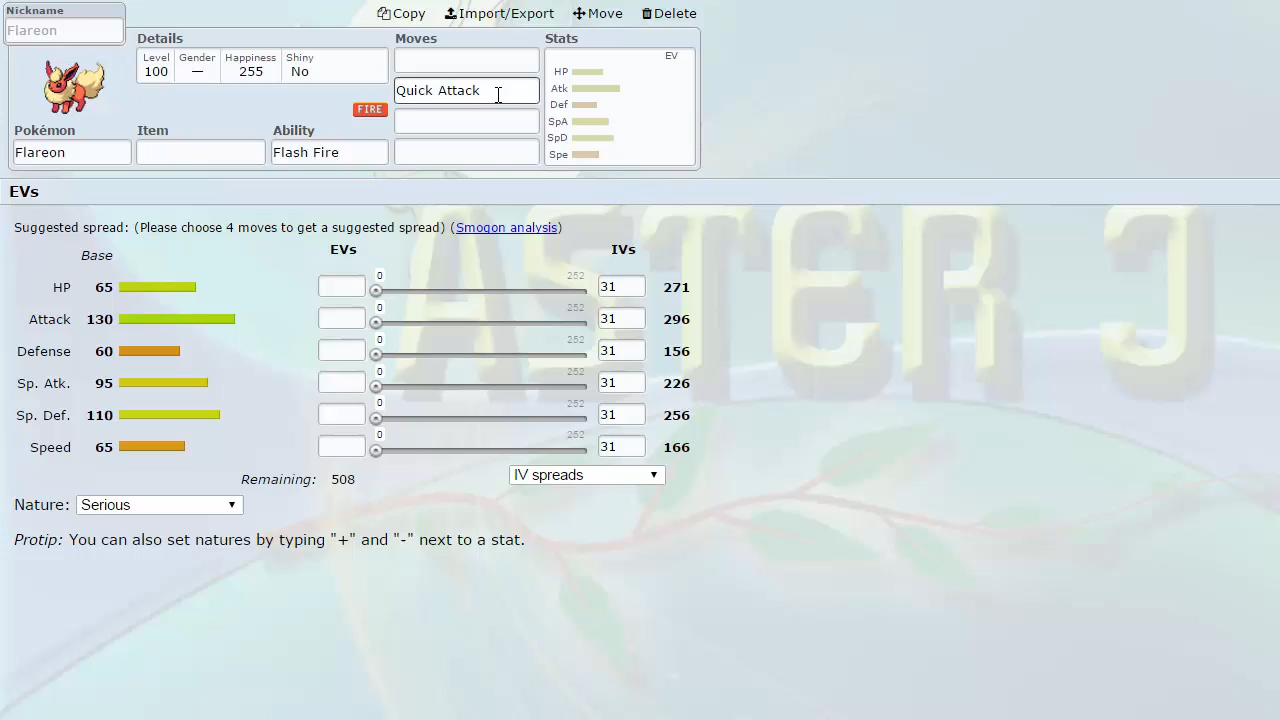 Nickname
Flareon
Copy Import/Export Move Delete
Details
Level Gender Happiness Shiny
100 — 255 No
FIRE
Pokémon Item Ability
Flareon Flash Fire
Moves
Quick Attack
Stats
EV
HP
Atk
Def
SpA
SpD
Spe
EVs
Suggested spread: (Please choose 4 moves to get a suggested spread) (Smogon analysis)
Base EVs IVs
HP 65 0 252 31 271
Attack 130 0 252 31 296
Defense 60 0 252 31 156
Sp. Atk. 95 0 252 31 226
Sp. Def. 110 0 252 31 256
Speed 65 0 252 31 166
Remaining: 508 IV spreads
Nature: Serious
Protip: You can also set natures by typing "+" and "-" next to a stat.
ASTER J